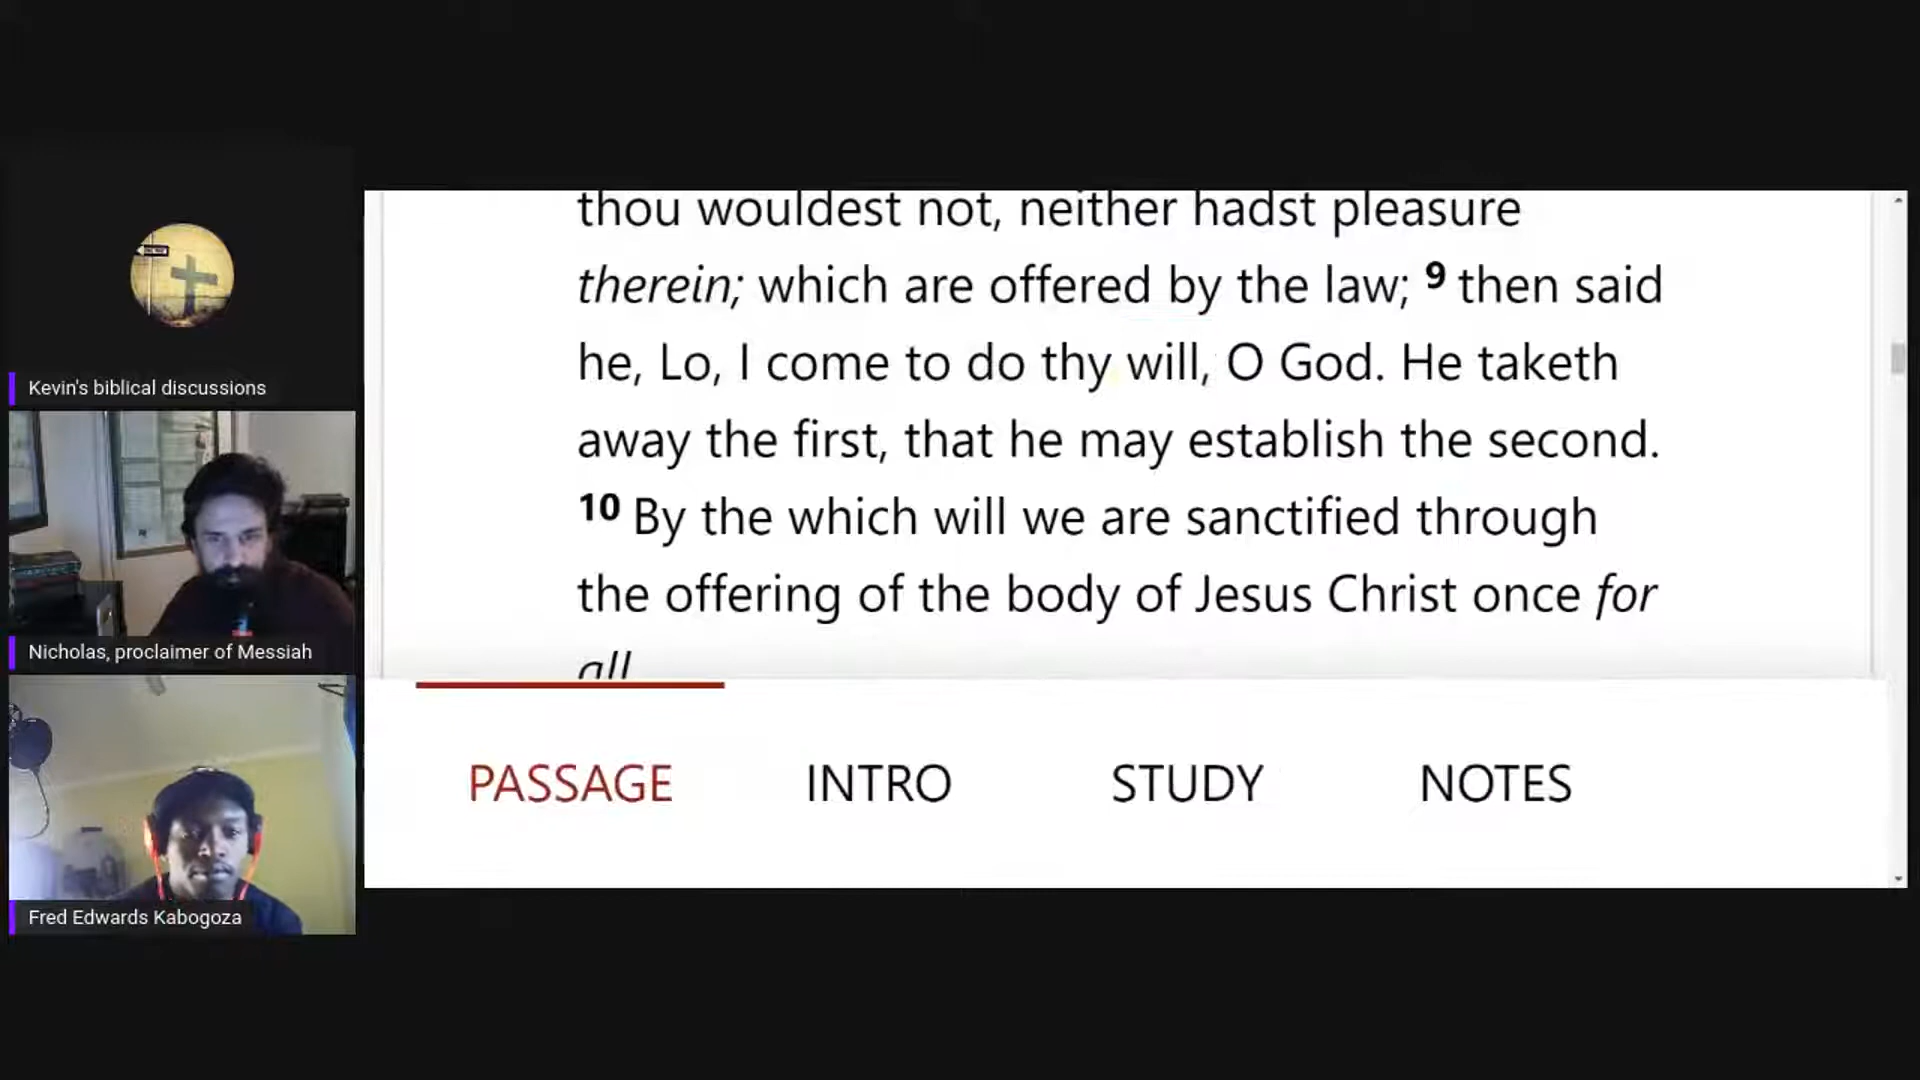 Kevin's biblical discussions
Nicholas, proclaimer of Messiah
Fred Edwards Kabogoza
thou wouldest not, neither hadst pleasure
therein; which are offered by the law; 9 then said
he, Lo, I come to do thy will, O God. He taketh
away the first, that he may establish the second.
10 By the which will we are sanctified through
the offering of the body of Jesus Christ once for
all
PASSAGE
INTRO
STUDY
NOTES